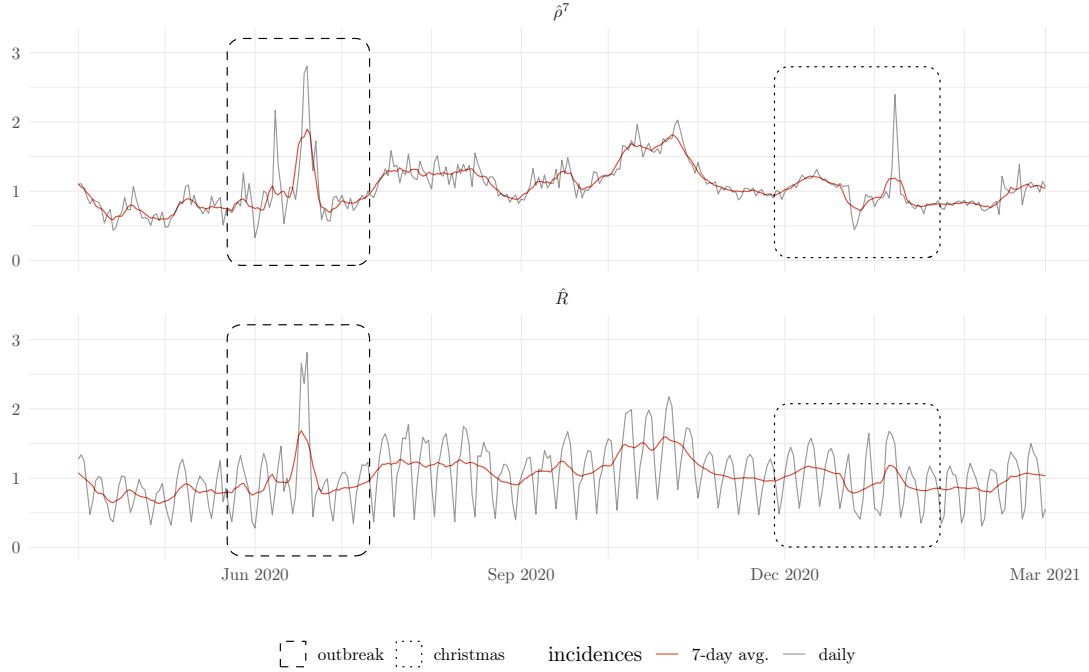 ρ̂⁷
3
2
1
0
R̂
3
2
1
0
Jun 2020 Sep 2020 Dec 2020 Mar 2021
outbreak christmas incidences 7-day avg. daily